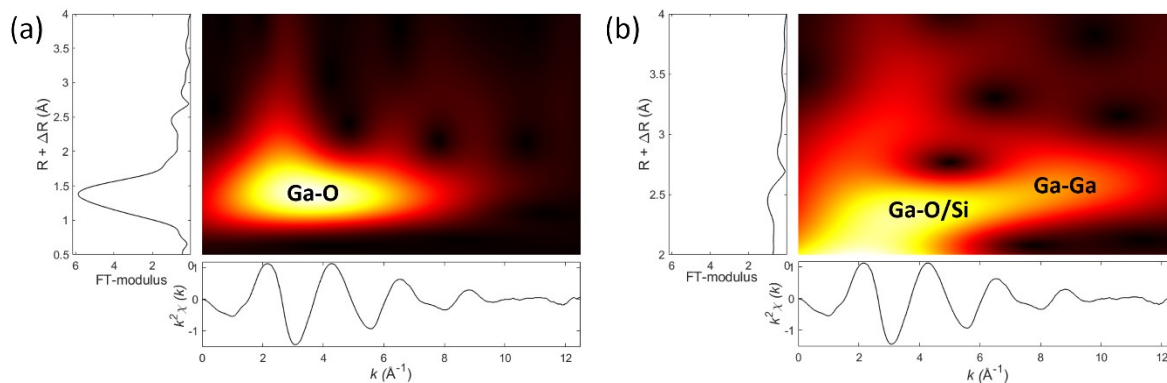 (a)
4
3.5
3
2.5
2
1.5
1
0.5
R + ΔR (Å)
6 4 2
FT-modulus
Ga-O
1
0
-1
k²χ (k)
0 2 4 6 8 10 12
k (Å⁻¹)
(b)
4
3.5
3
2.5
2
R + ΔR (Å)
6 4 2
FT-modulus
Ga-O/Si
Ga-Ga
1
0
-1
k²χ (k)
0 2 4 6 8 10 12
k (Å⁻¹)